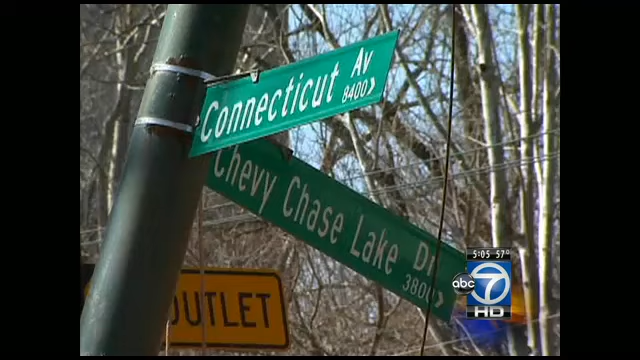 Connecticut Av
8400>
Chevy Chase Lake Dr
3800>
OUTLET
5:05 57°
abc 7
HD